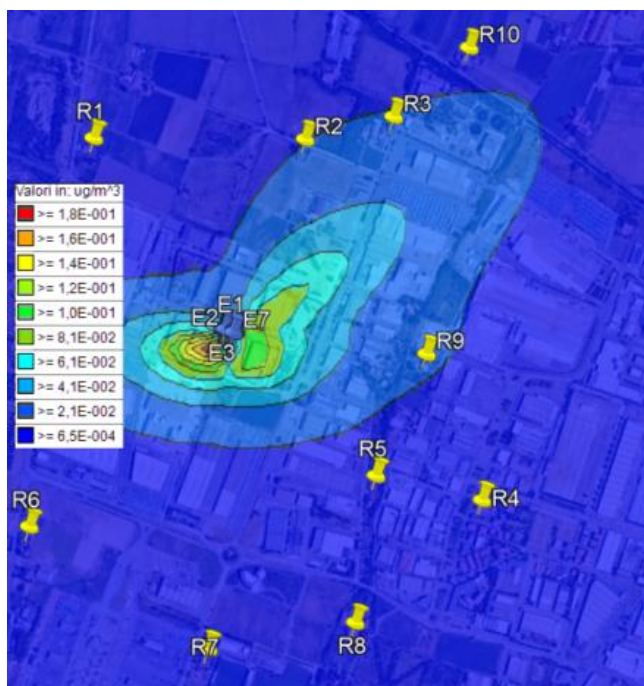 R10
R3
R1
R2
Valori in: ug/m^3
>= 1,8E-001
>= 1,6E-001
>= 1,4E-001
>= 1,2E-001
>= 1,0E-001
>= 8,1E-002
>= 6,1E-002
>= 4,1E-002
>= 2,1E-002
>= 6,5E-004
E1
E2
E7
E3
R9
R5
R4
R6
R7
R8